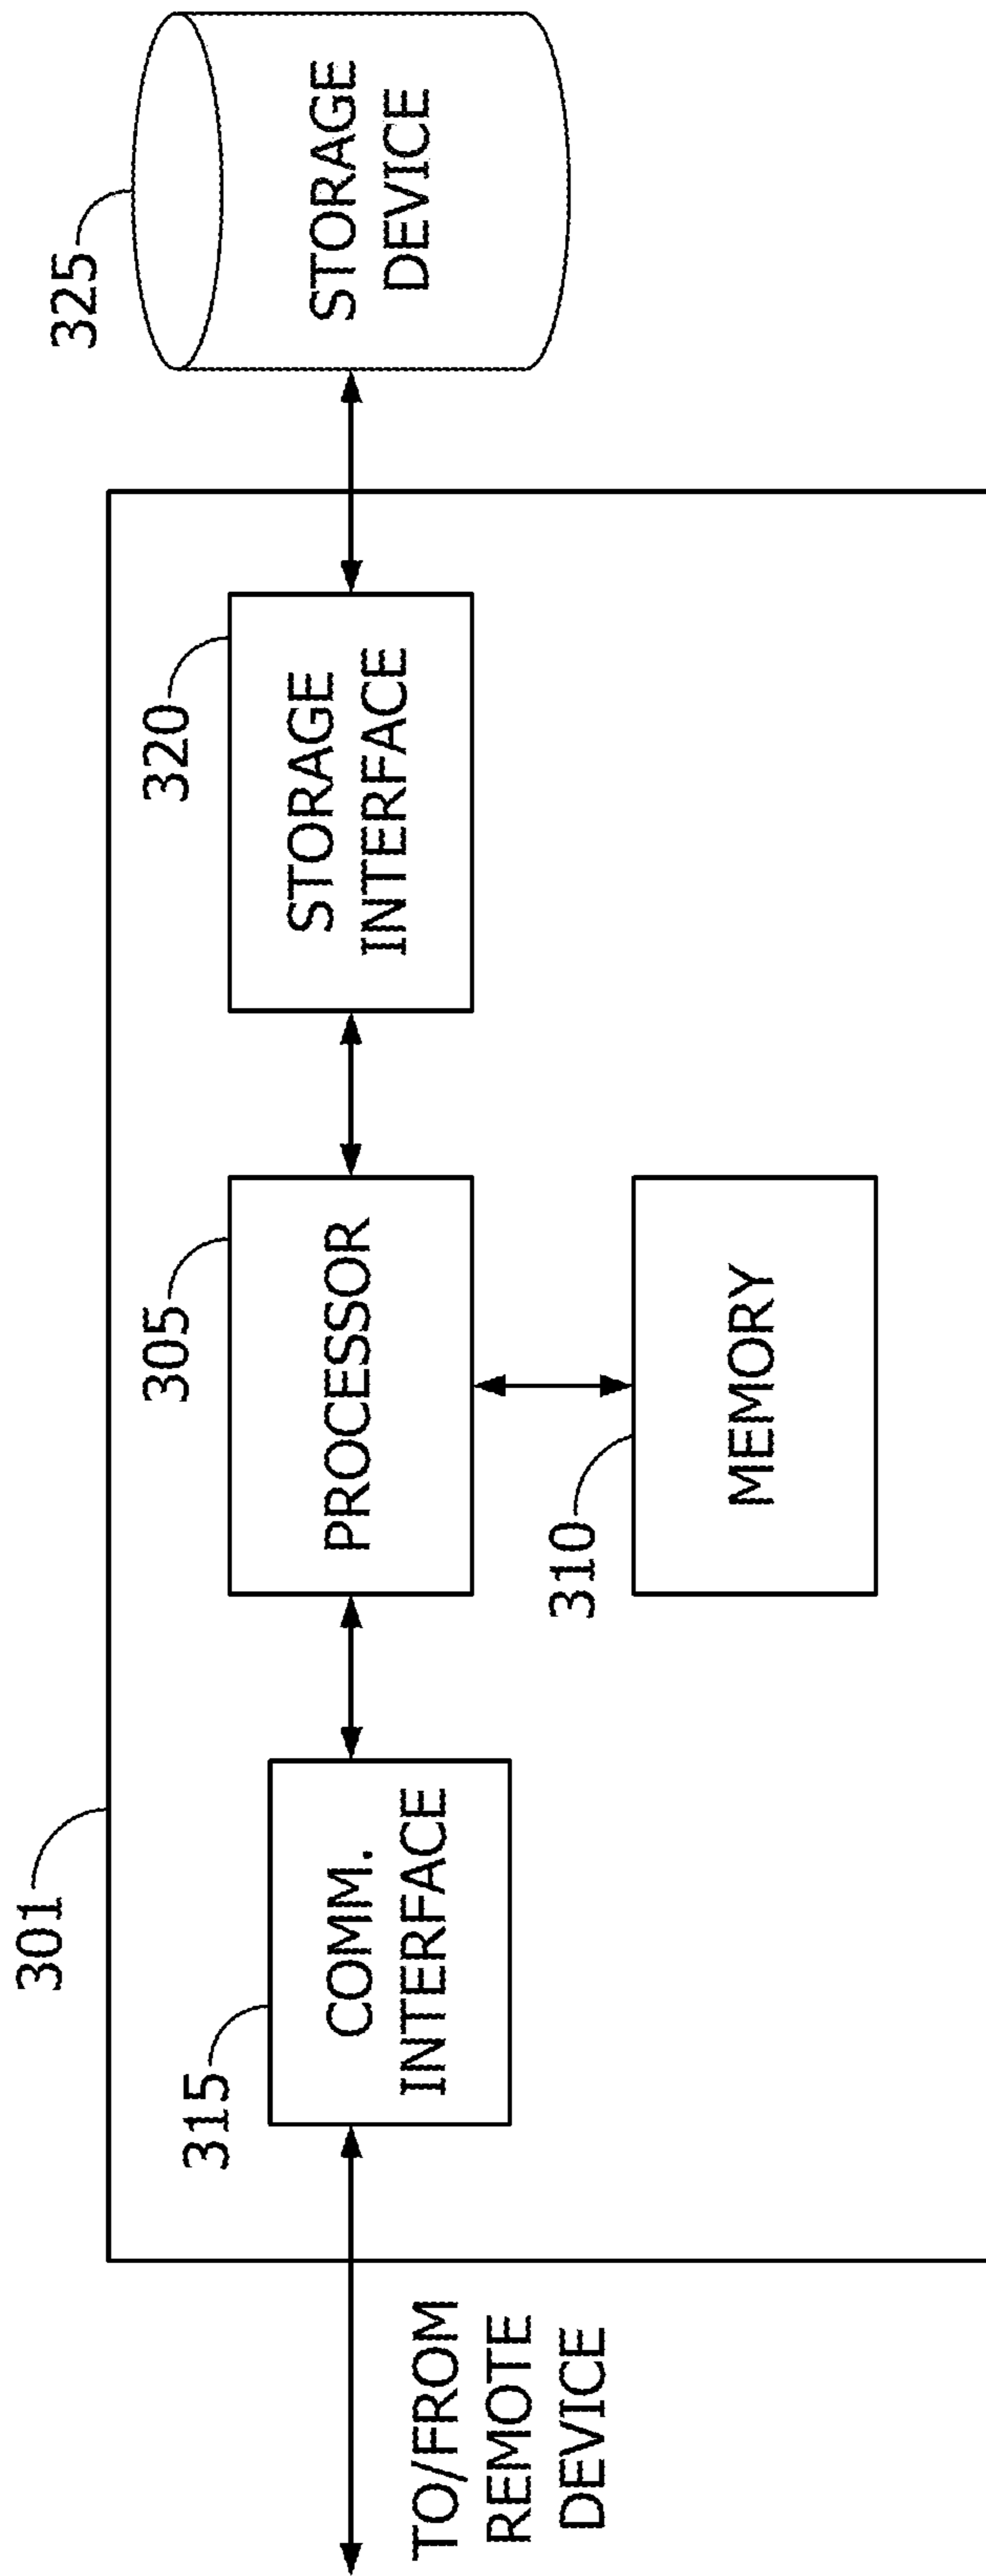 301
315
COMM.
INTERFACE
TO/FROM
REMOTE
DEVICE
305
PROCESSOR
310
MEMORY
320
STORAGE
INTERFACE
325
STORAGE
DEVICE